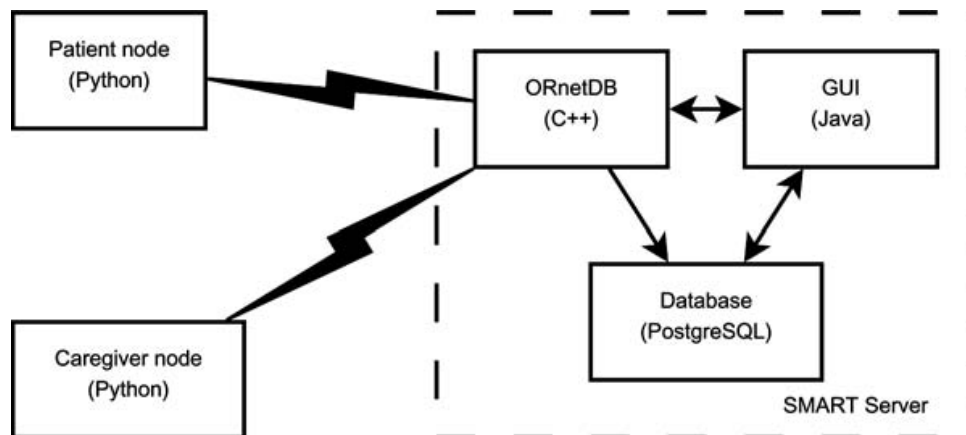 Patient node
(Python)
ORnetDB
(C++)
GUI
(Java)
Database
(PostgreSQL)
Caregiver node
(Python)
SMART Server